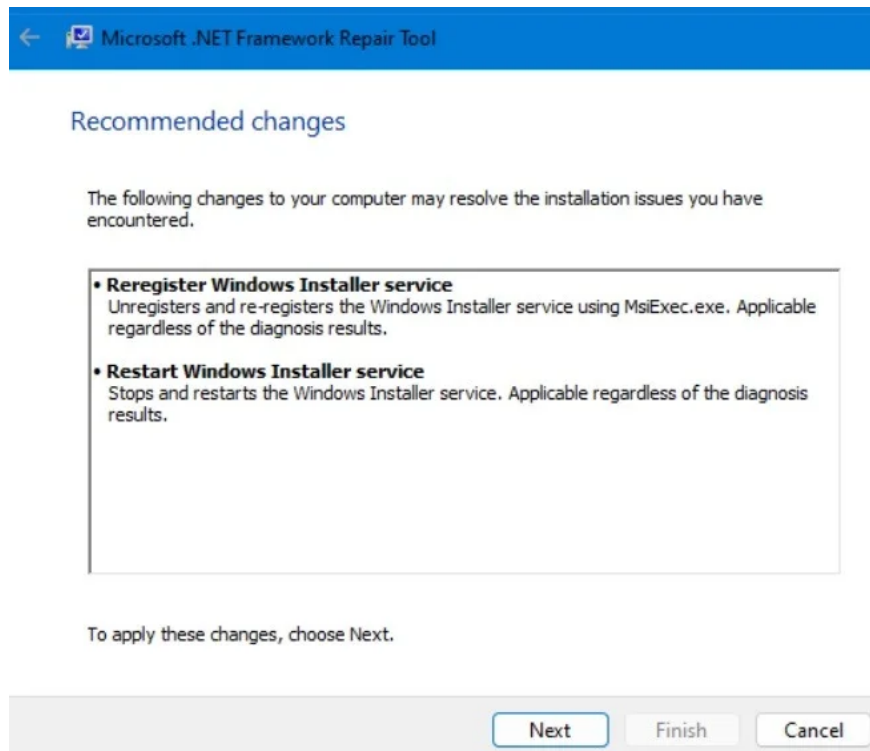 Microsoft .NET Framework Repair Tool
Recommended changes
The following changes to your computer may resolve the installation issues you have
encountered.
• Reregister Windows Installer service
Unregisters and re-registers the Windows Installer service using MsiExec.exe. Applicable
regardless of the diagnosis results.
• Restart Windows Installer service
Stops and restarts the Windows Installer service. Applicable regardless of the diagnosis
results.
To apply these changes, choose Next.
Next Finish Cancel